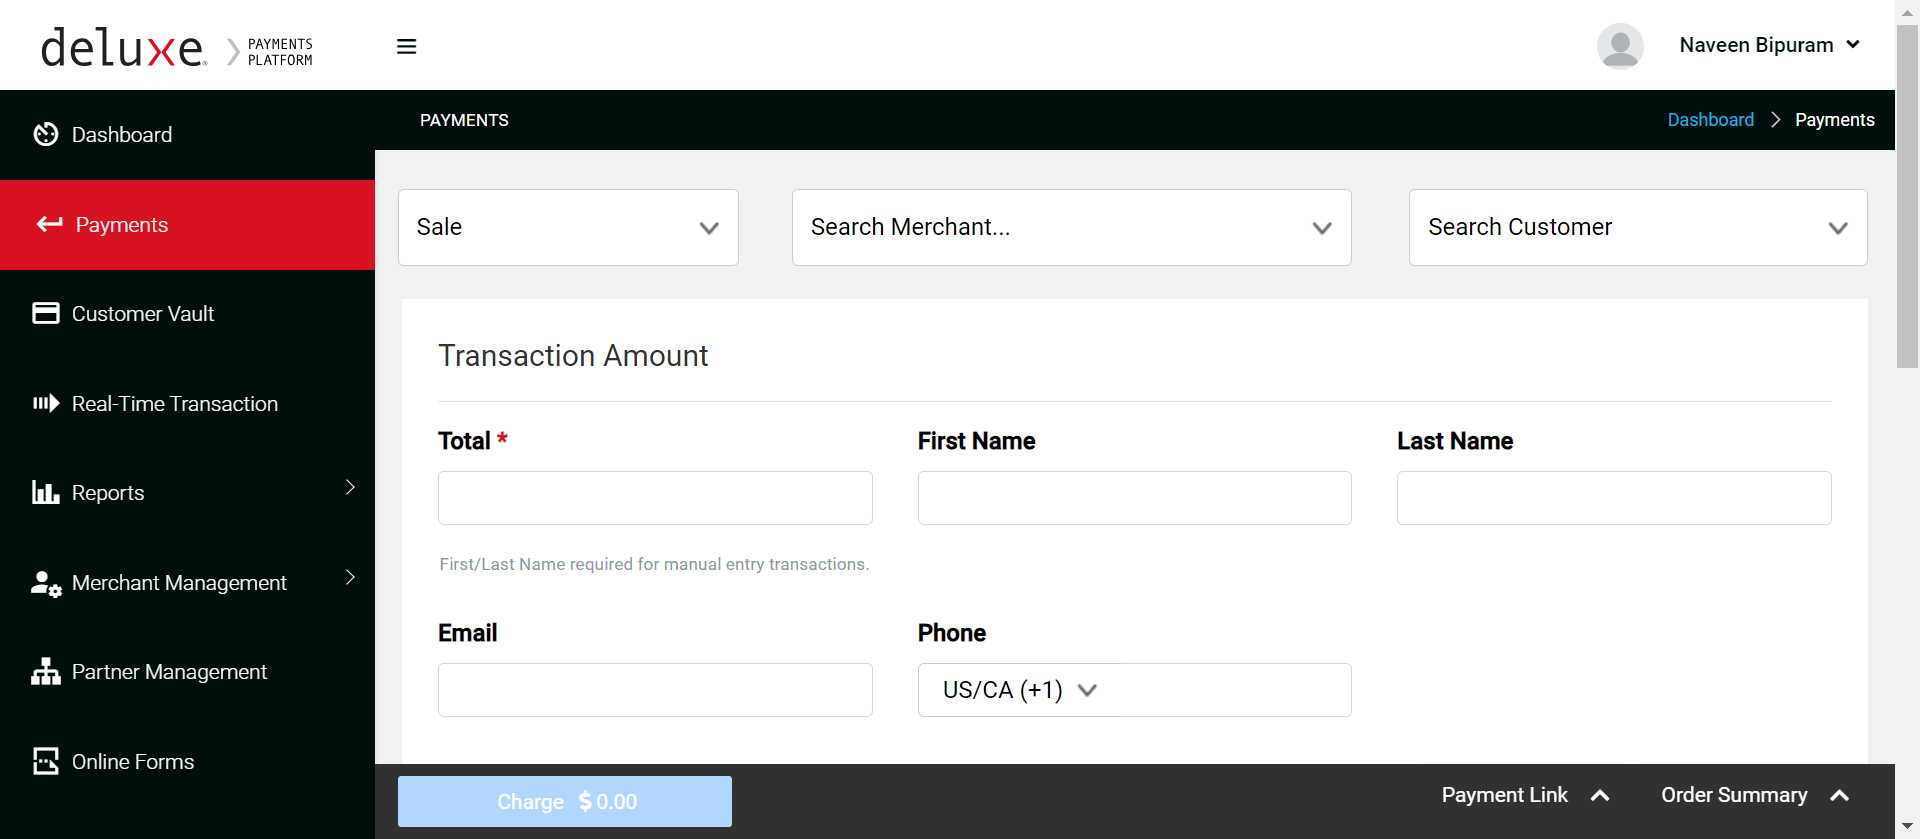 deluxe PAYMENTS
PLATFORM
Naveen Bipuram
PAYMENTS
Dashboard Payments
Dashboard
Payments
Customer Vault
Real-Time Transaction
Reports
Merchant Management
Partner Management
Online Forms
Sale Search Merchant... Search Customer
Transaction Amount
Total * First Name Last Name
First/Last Name required for manual entry transactions.
Email Phone
US/CA (+1)
Charge $ 0.00 Payment Link Order Summary